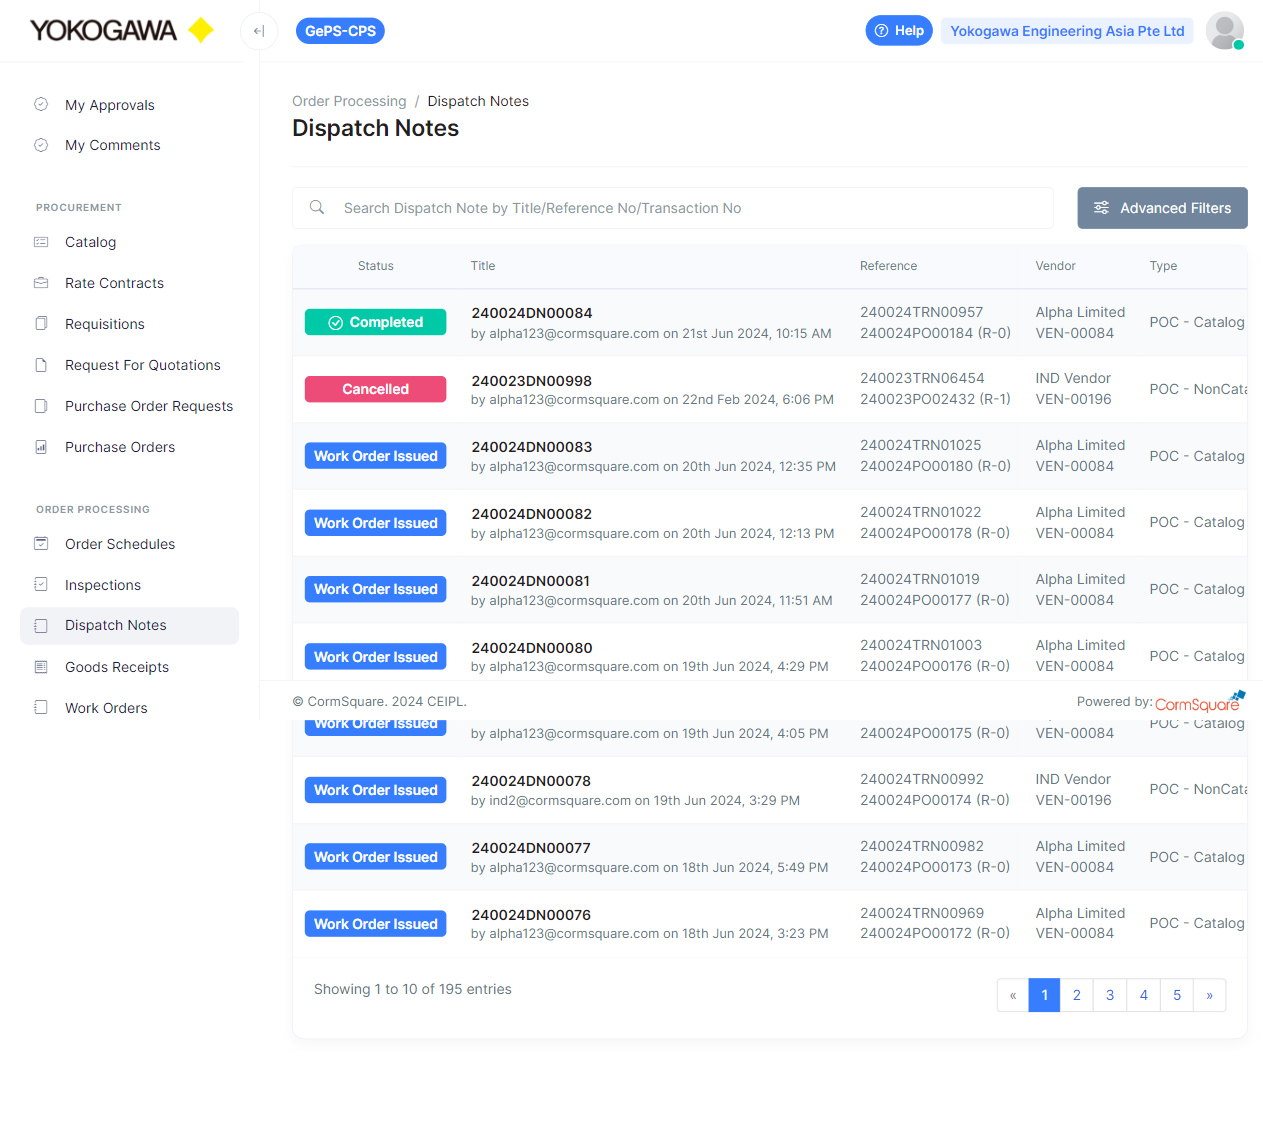 YOKOGAWA
GePS-CPS
Help
Yokogawa Engineering Asia Pte Ltd
My Approvals
My Comments
PROCUREMENT
Catalog
Rate Contracts
Requisitions
Request For Quotations
Purchase Order Requests
Purchase Orders
ORDER PROCESSING
Order Schedules
Inspections
Dispatch Notes
Goods Receipts
Work Orders
Order Processing / Dispatch Notes
Dispatch Notes
Search Dispatch Note by Title/Reference No/Transaction No
Advanced Filters
Status Title Reference Vendor Type
Completed 240024DN00084 240024TRN00957 Alpha Limited POC - Catalog
by alpha123@cormsquare.com on 21st Jun 2024, 10:15 AM 240024PO00184 (R-0) VEN-00084
Cancelled 240023DN00998 240023TRN06454 IND Vendor POC - NonCata
by alpha123@cormsquare.com on 22nd Feb 2024, 6:06 PM 240023PO02432 (R-1) VEN-00196
Work Order Issued 240024DN00083 240024TRN01025 Alpha Limited POC - Catalog
by alpha123@cormsquare.com on 20th Jun 2024, 12:35 PM 240024PO00180 (R-0) VEN-00084
Work Order Issued 240024DN00082 240024TRN01022 Alpha Limited POC - Catalog
by alpha123@cormsquare.com on 20th Jun 2024, 12:13 PM 240024PO00178 (R-0) VEN-00084
Work Order Issued 240024DN00081 240024TRN01019 Alpha Limited POC - Catalog
by alpha123@cormsquare.com on 20th Jun 2024, 11:51 AM 240024PO00177 (R-0) VEN-00084
Work Order Issued 240024DN00080 240024TRN01003 Alpha Limited POC - Catalog
by alpha123@cormsquare.com on 19th Jun 2024, 4:29 PM 240024PO00176 (R-0) VEN-00084
© CormSquare. 2024 CEIPL. Powered by: CormSquare
Work Order Issued POC - Catalog
by alpha123@cormsquare.com on 19th Jun 2024, 4:05 PM 240024PO00175 (R-0) VEN-00084
Work Order Issued 240024DN00078 240024TRN00992 IND Vendor POC - NonCata
by ind2@cormsquare.com on 19th Jun 2024, 3:29 PM 240024PO00174 (R-0) VEN-00196
Work Order Issued 240024DN00077 240024TRN00982 Alpha Limited POC - Catalog
by alpha123@cormsquare.com on 18th Jun 2024, 5:49 PM 240024PO00173 (R-0) VEN-00084
Work Order Issued 240024DN00076 240024TRN00969 Alpha Limited POC - Catalog
by alpha123@cormsquare.com on 18th Jun 2024, 3:23 PM 240024PO00172 (R-0) VEN-00084
Showing 1 to 10 of 195 entries
« 1 2 3 4 5 »